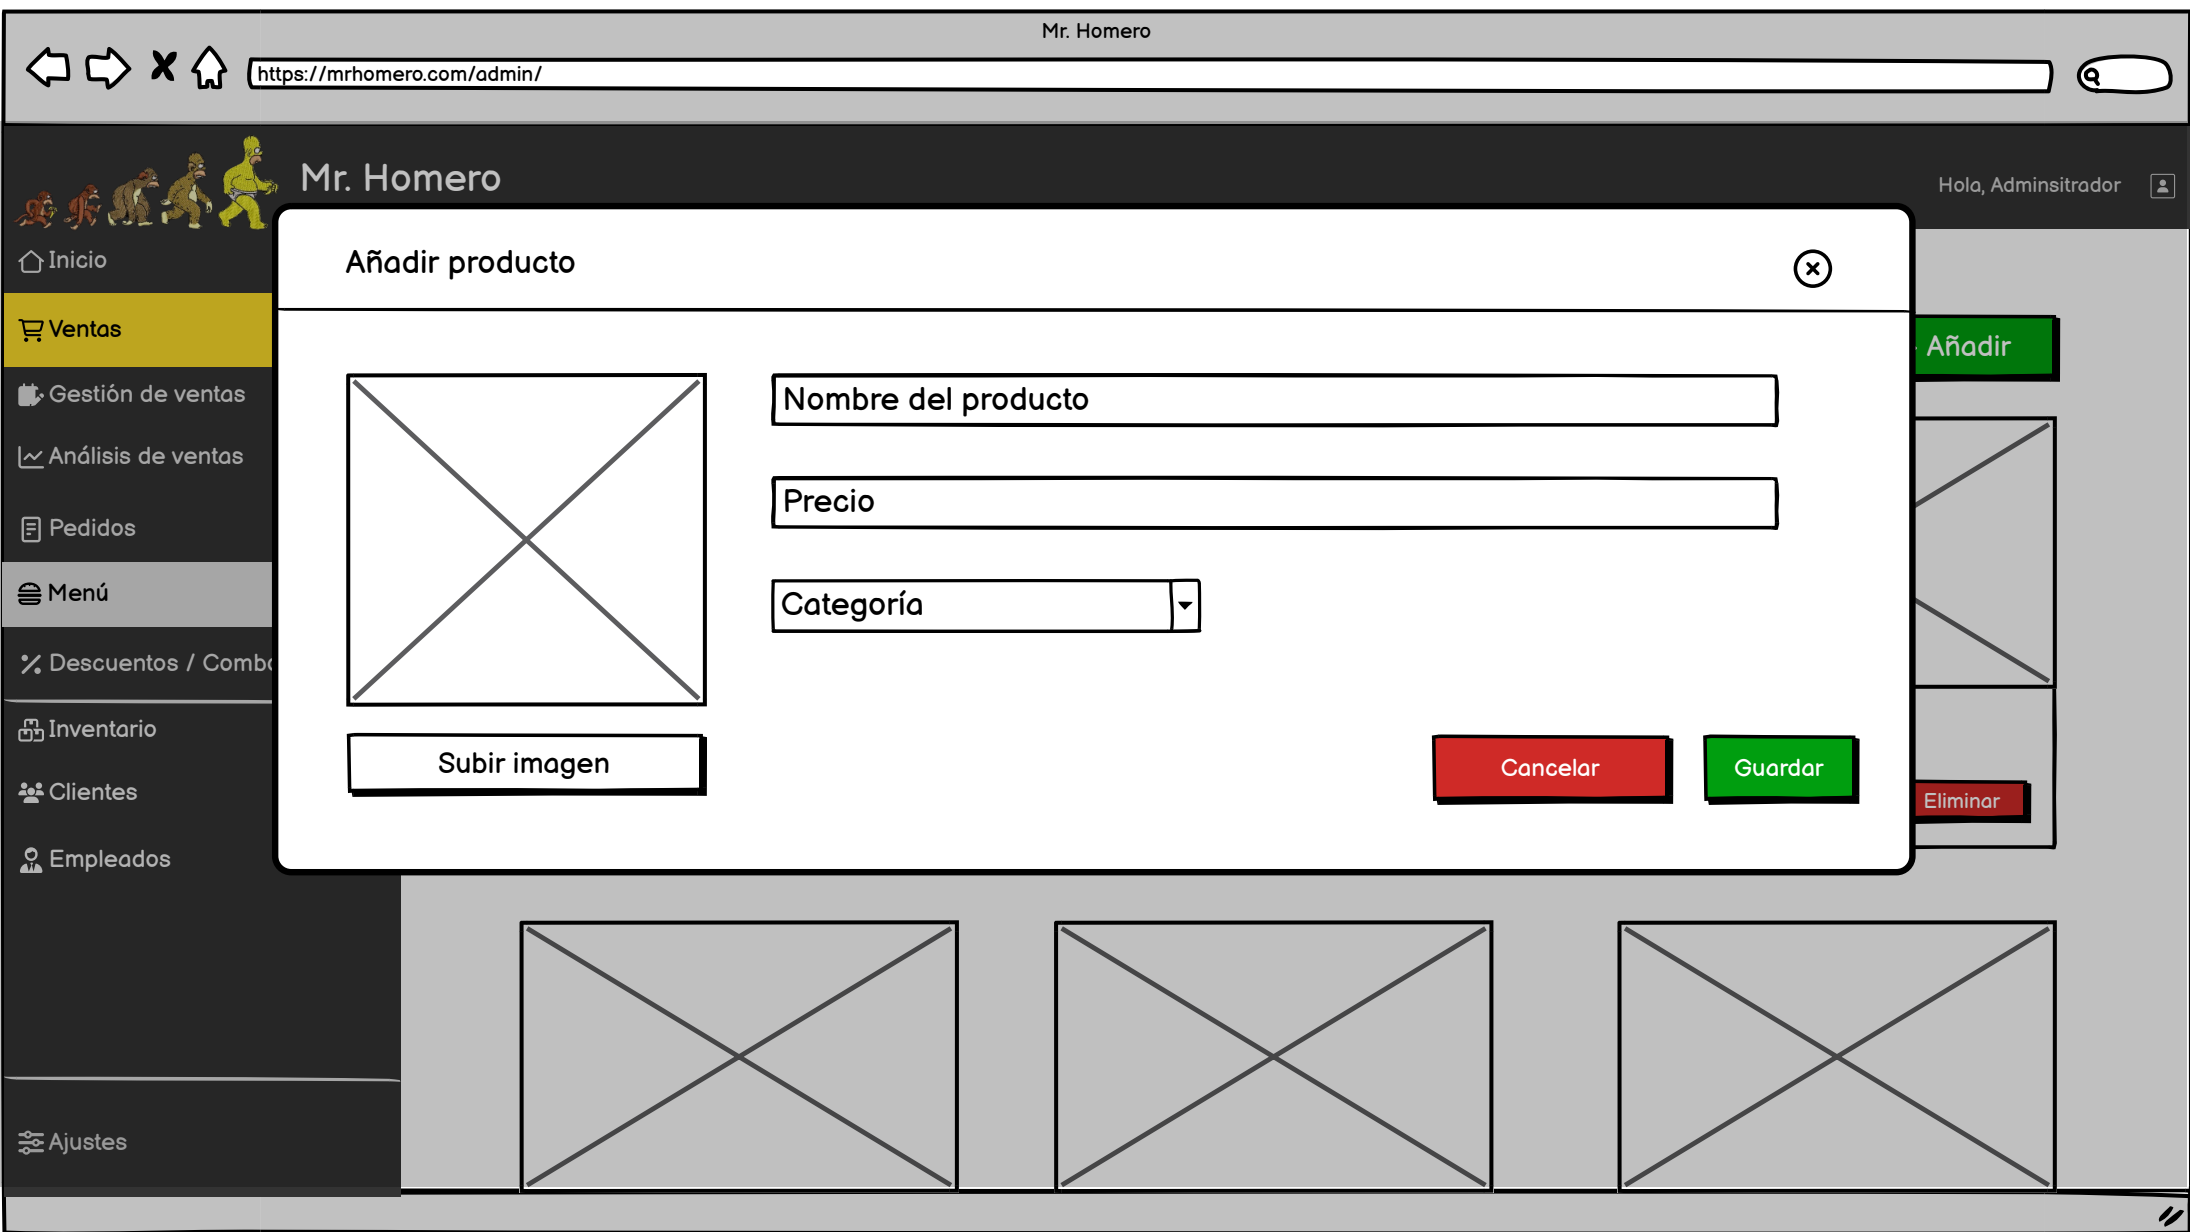 Mr. Homero
https://mrhomero.com/admin/
Mr. Homero
Hola, Adminsitrador
Inicio
Ventas
Gestión de ventas
Análisis de ventas
Pedidos
Menú
Descuentos / Combo
Inventario
Clientes
Empleados
Ajustes
Añadir producto
Añadir
Nombre del producto
Precio
Categoría
Subir imagen
Cancelar
Guardar
Eliminar